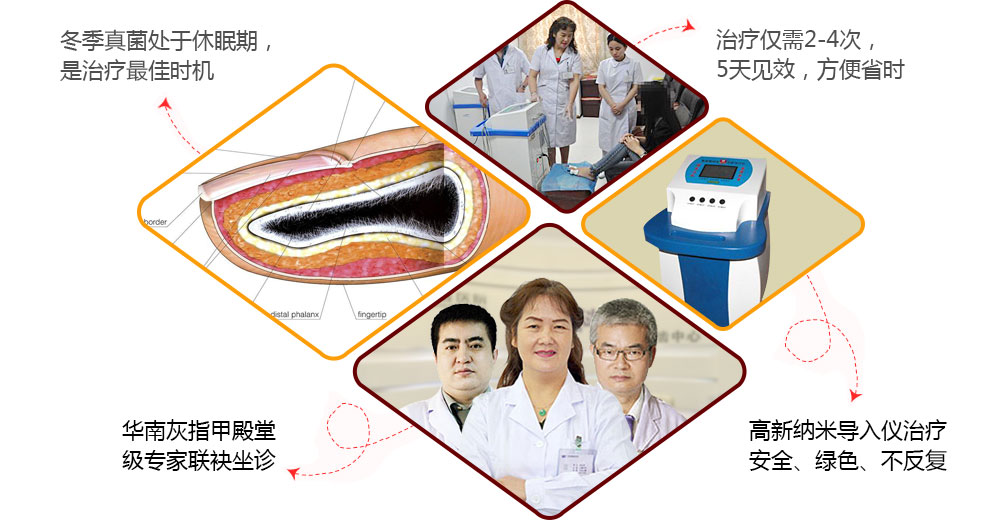 冬季真菌处于休眠期，
是治疗最佳时机
治疗仅需2-4次，
5天见效，方便省时
border
distal phalanx
fingertip
华南灰指甲殿堂
级专家联袂坐诊
高新纳米导入仪治疗
安全、绿色、不反复